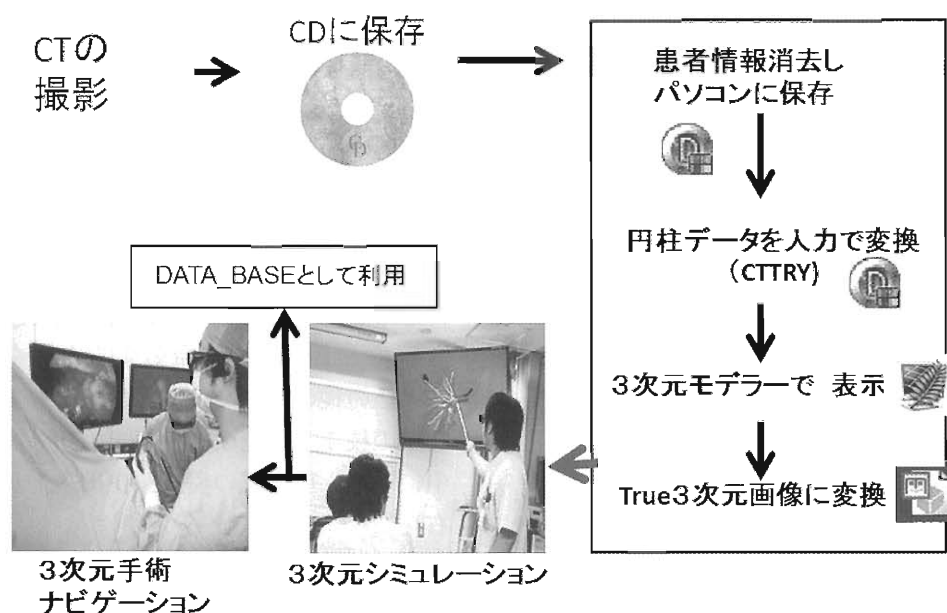 CTの
撮影
CDに保存
CD
患者情報消去し
パソコンに保存
円柱データを入力で変換
（CTTRY)
3次元モデラーで 表示
True3次元画像に変換
DATA_BASEとして利用
3次元シミュレーション
3次元手術
ナビゲーション